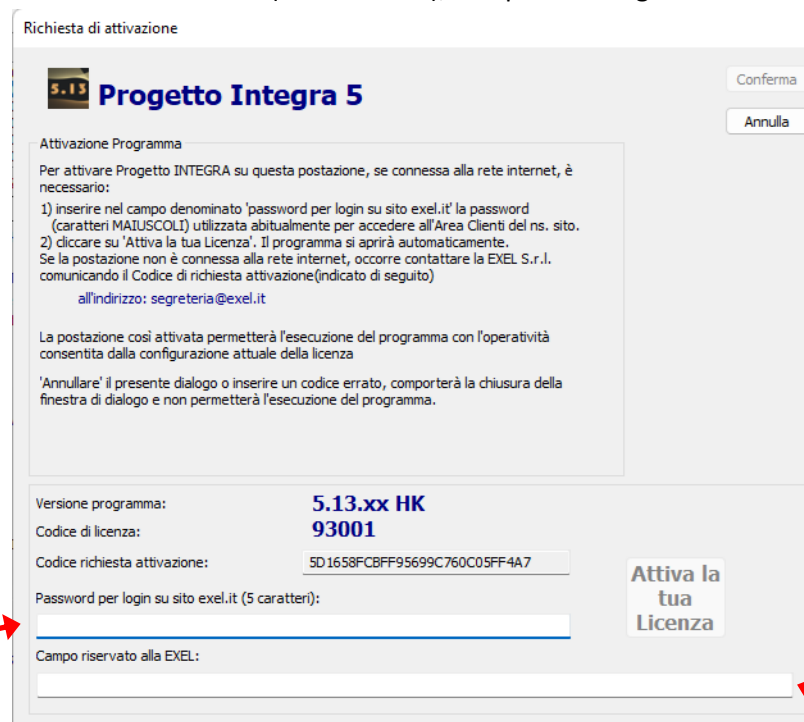 Richiesta di attivazione
5.13
Progetto Integra 5
Conferma
Annulla
Attivazione Programma
Per attivare Progetto INTEGRA su questa postazione, se connessa alla rete internet, è
necessario:
1) inserire nel campo denominato 'password per login su sito exel.it' la password
(caratteri MAIUSCOLI) utilizzata abitualmente per accedere all'Area Clienti del ns. sito.
2) cliccare su 'Attiva la tua Licenza'. Il programma si aprirà automaticamente.
Se la postazione non è connessa alla rete internet, occorre contattare la EXEL S.r.l.
comunicando il Codice di richiesta attivazione(indicato di seguito)
all'indirizzo: segreteria@exel.it
La postazione così attivata permetterà l'esecuzione del programma con l'operatività
consentita dalla configurazione attuale della licenza
'Annullare' il presente dialogo o inserire un codice errato, comporterà la chiusura della
finestra di dialogo e non permetterà l'esecuzione del programma.
Versione programma:
5.13.xx HK
Codice di licenza:
93001
Codice richiesta attivazione:
5D1658FCBFF95699C760C05FF4A7
Attiva la
tua
Licenza
Password per login su sito exel.it (5 caratteri):
Campo riservato alla EXEL: